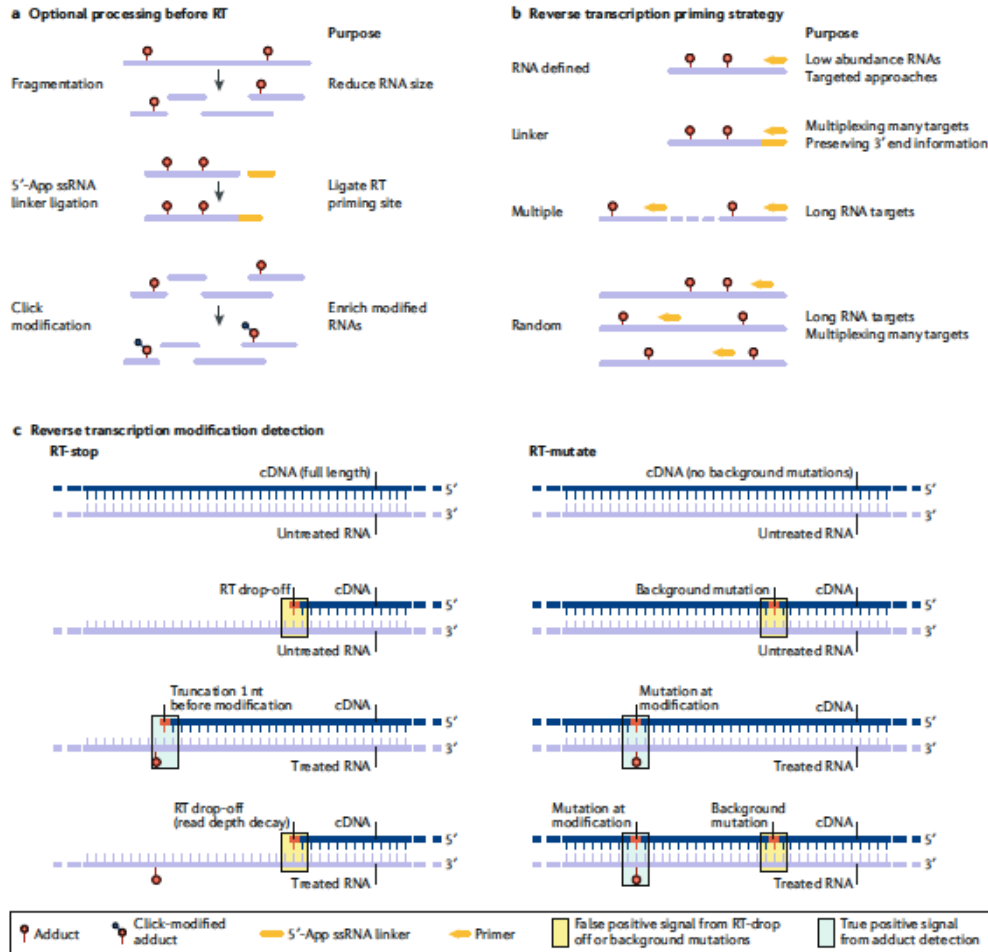 a Optional processing before RT
Purpose
Fragmentation
Reduce RNA size
5′-App ssRNA
linker ligation
Ligate RT
priming site
Click
modification
Enrich modified
RNAs
b Reverse transcription priming strategy
Purpose
RNA defined
Low abundance RNAs
Targeted approaches
Linker
Multiplexing many targets
Preserving 3′ end information
Multiple
Long RNA targets
Random
Long RNA targets
Multiplexing many targets
c Reverse transcription modification detection
RT-stop
cDNA (full length)
5′
3′
Untreated RNA
RT drop-off
cDNA
5′
3′
Untreated RNA
Truncation 1 nt
before modification
cDNA
5′
3′
Treated RNA
RT drop-off
(read depth decay)
cDNA
5′
3′
Treated RNA
RT-mutate
cDNA (no background mutations)
5′
3′
Untreated RNA
Background mutation
cDNA
5′
3′
Untreated RNA
Mutation at
modification
cDNA
5′
3′
Treated RNA
Mutation at
modification
Background
mutation
cDNA
5′
3′
Treated RNA
Adduct
Click-modified
adduct
5′-App ssRNA linker
Primer
False positive signal from RT-drop
off or background mutations
True positive signal
from adduct detection